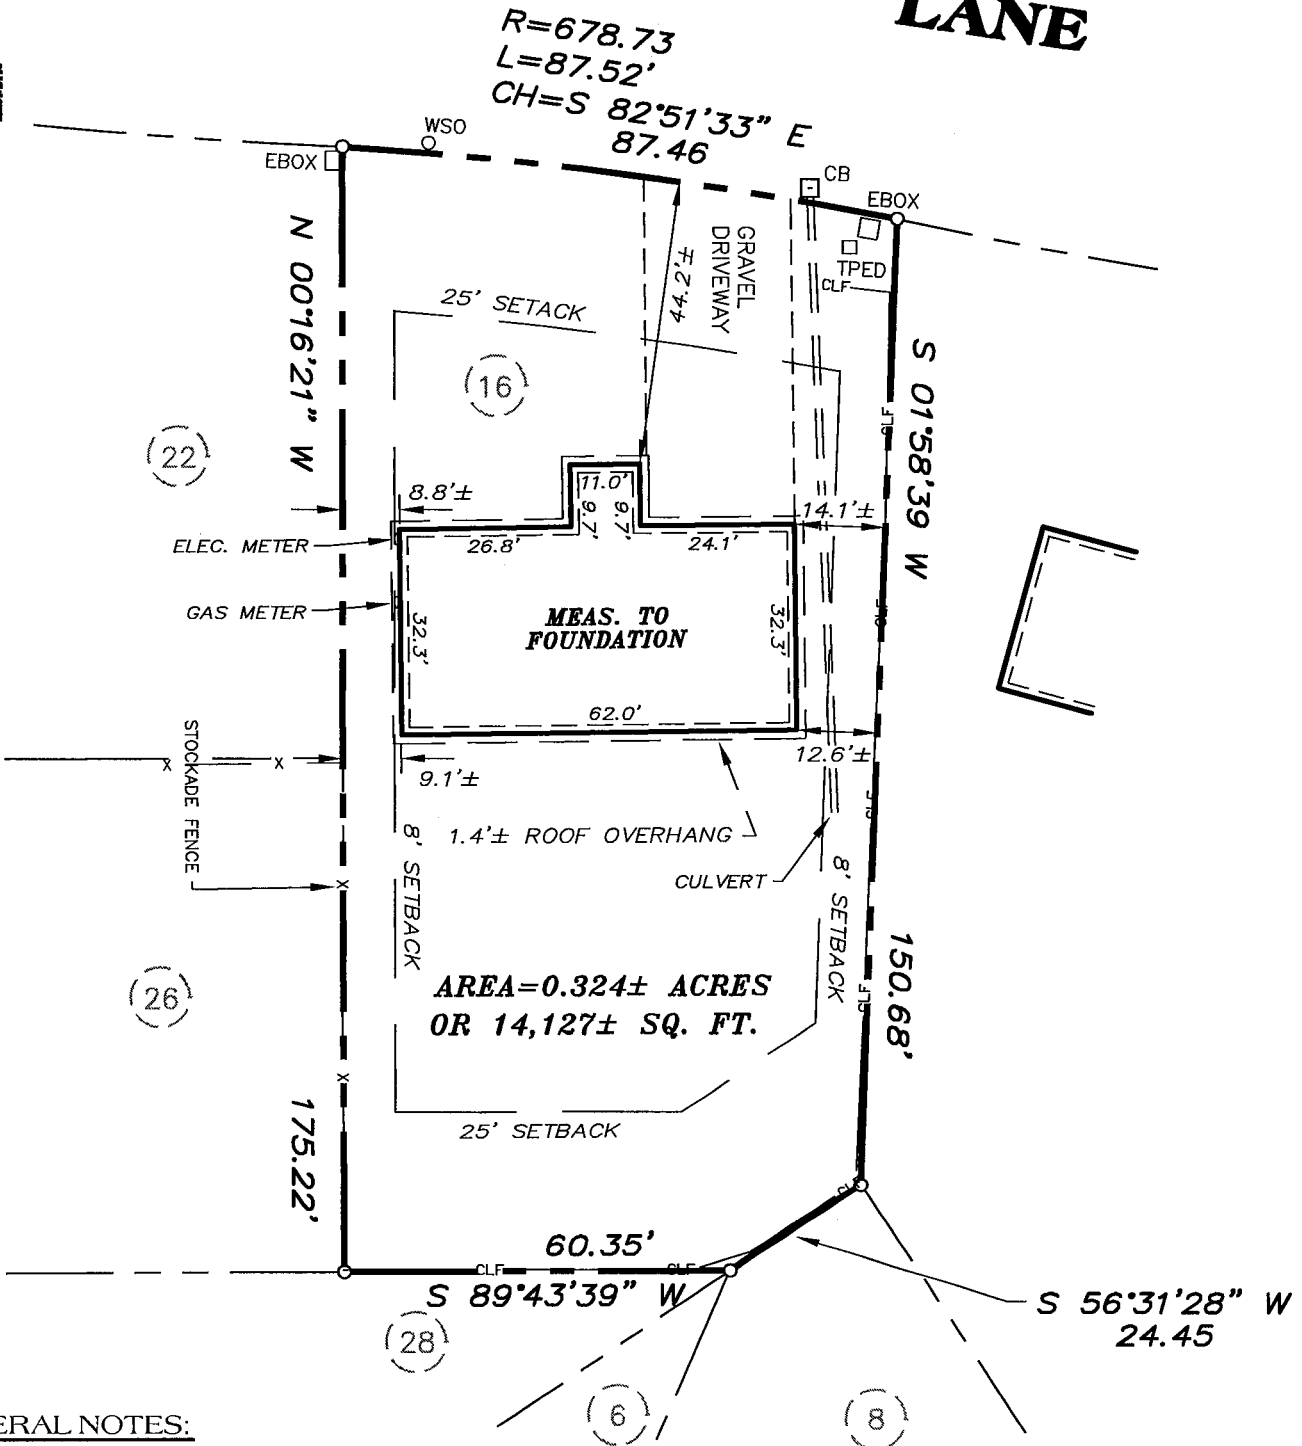 LANE
R=678.73
L=87.52'
CH=S 82°51'33" E
87.46
WSO
EBOX
CB
EBOX
TPED
CLF
GRAVEL
DRIVEWAY
44.2'±
25' SETACK
N 00°16'21" W
S 01°58'39 W
16
22
CLF
8.8'±
11.0'
9.7'
9.7'
14.1'±
26.8'
24.1'
ELEC. METER
GAS METER
MEAS. TO
FOUNDATION
32.3'
32.3'
CLF
62.0'
STOCKADE FENCE
X
X
9.1'±
12.6'±
CLF
1.4'± ROOF OVERHANG
CULVERT
X
8' SETBACK
8' SETBACK
150.68'
26
AREA=0.324± ACRES
OR 14,127± SQ. FT.
CLF
X
175.22'
25' SETBACK
CLF
60.35'
CLF
CLF
S 89°43'39" W
S 56°31'28" W
24.45
28
6
8
ERAL NOTES: